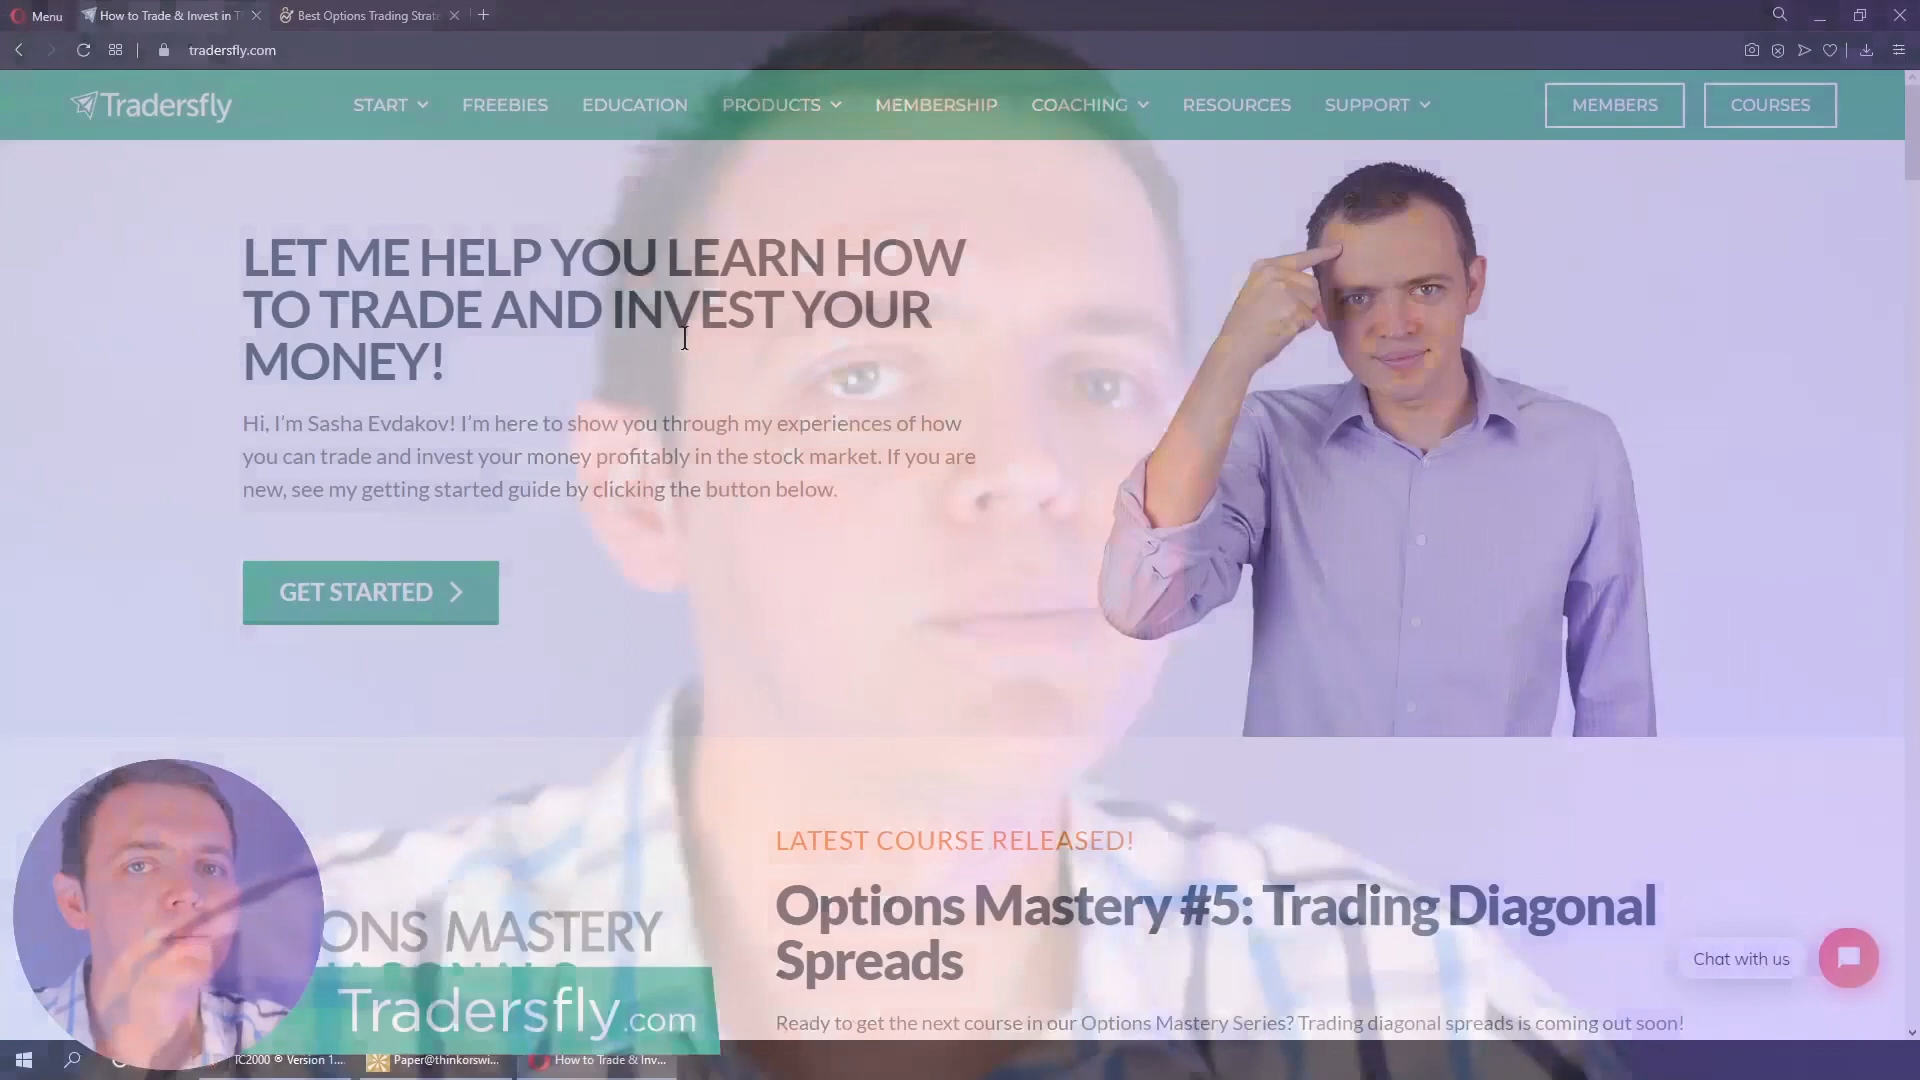 Menu
How to Trade & Invest in T
Best Options Trading Strate
tradersfly.com
Tradersfly
START
FREEBIES
EDUCATION
PRODUCTS
MEMBERSHIP
COACHING
RESOURCES
SUPPORT
MEMBERS
COURSES
LET ME HELP YOU LEARN HOW
TO TRADE AND INVEST YOUR
MONEY!
Hi, I'm Sasha Evdakov! I'm here to show you through my experiences of how
you can trade and invest your money profitably in the stock market. If you are
new, see my getting started guide by clicking the button below.
GET STARTED
LATEST COURSE RELEASED!
Options Mastery #5: Trading Diagonal
Spreads
Ready to get the next course in our Options Mastery Series? Trading diagonal spreads is coming out soon!
ONS MASTERY
Tradersfly.com
Chat with us
TC2000 ® Version 1...
Paper@thinkorswi...
How to Trade & Inv...